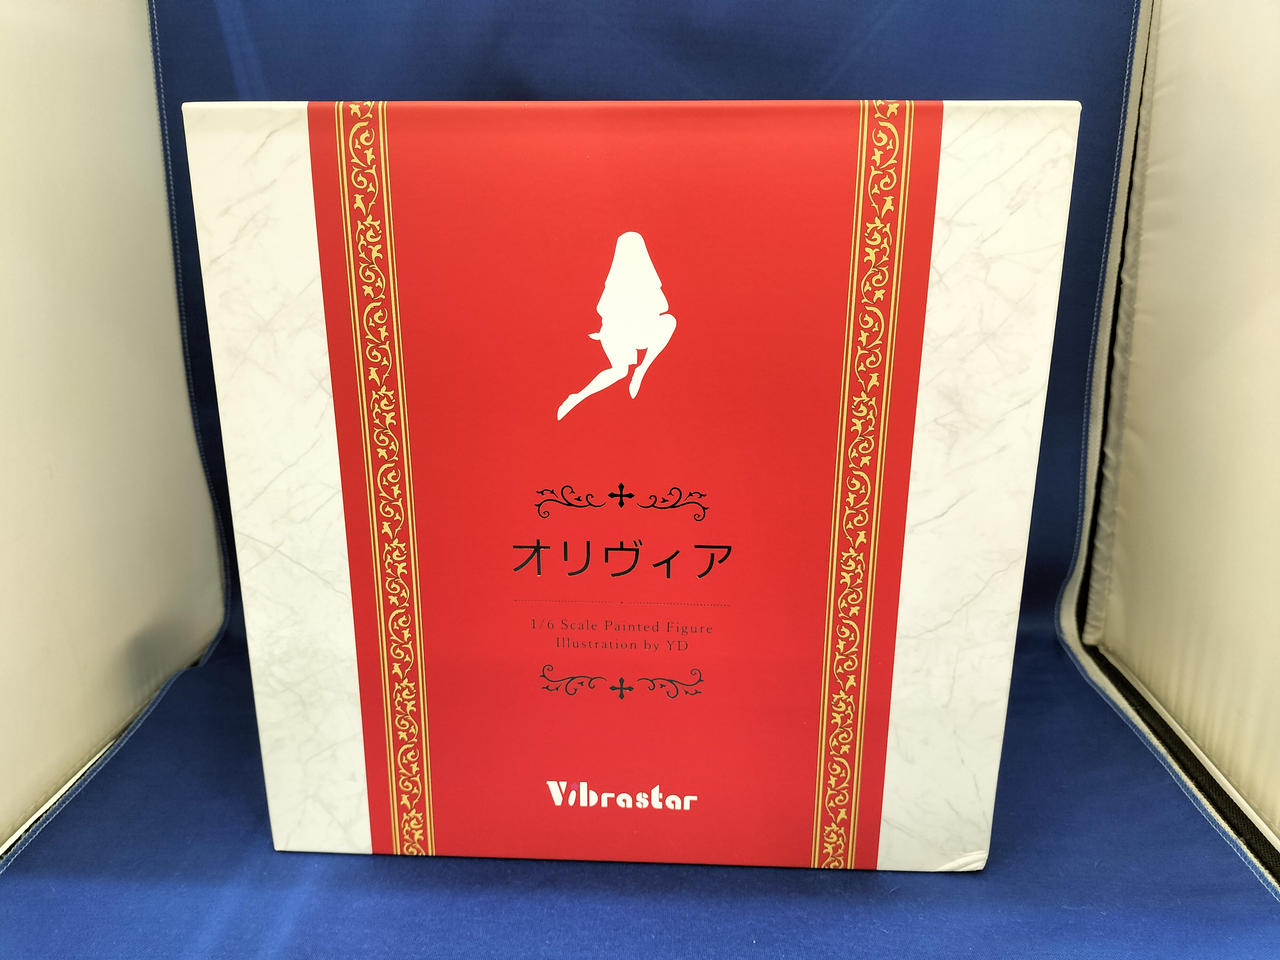 オリヴィア
1/6 Scale Painted Figure
Illustration by YD
Vibrastar